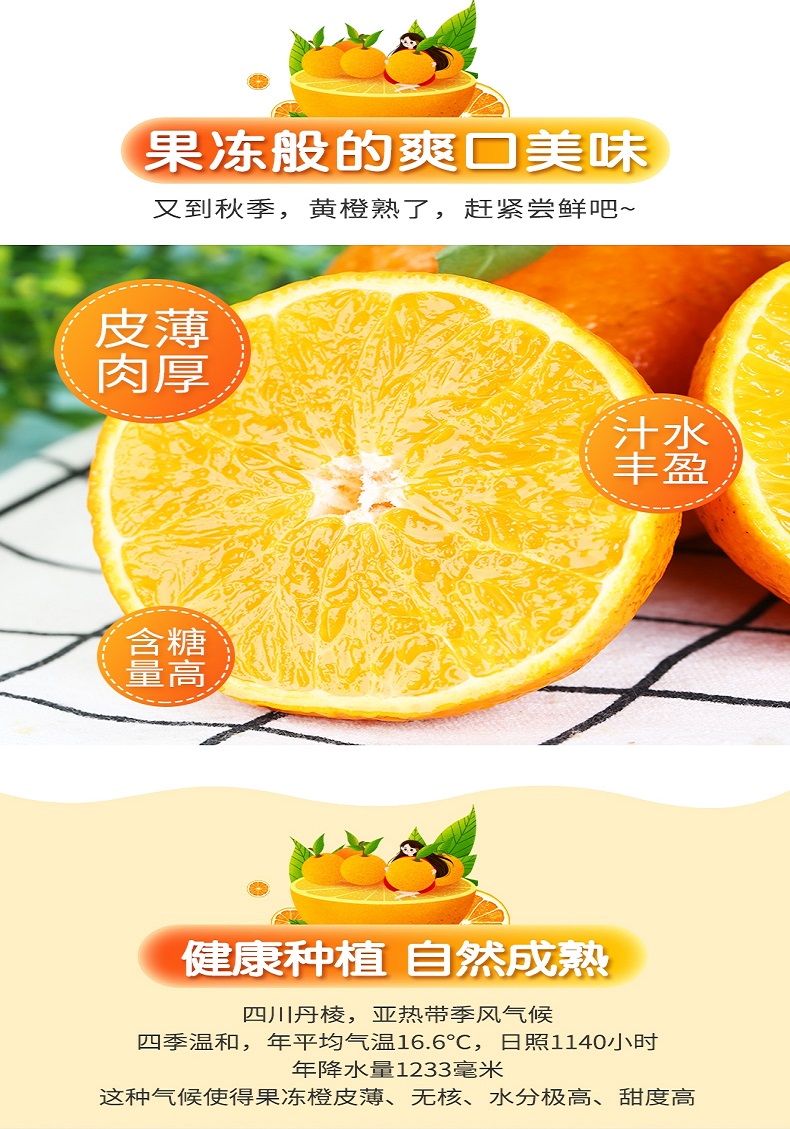 果冻般的爽口美味
又到秋季，黄橙熟了，赶紧尝鲜吧~
皮薄
肉厚
汁水
丰盈
含糖
量高
健康种植 自然成熟
四川丹棱，亚热带季风气候
四季温和，年平均气温16.6℃，日照1140小时
年降水量1233毫米
这种气候使得果冻橙皮薄、无核、水分极高、甜度高